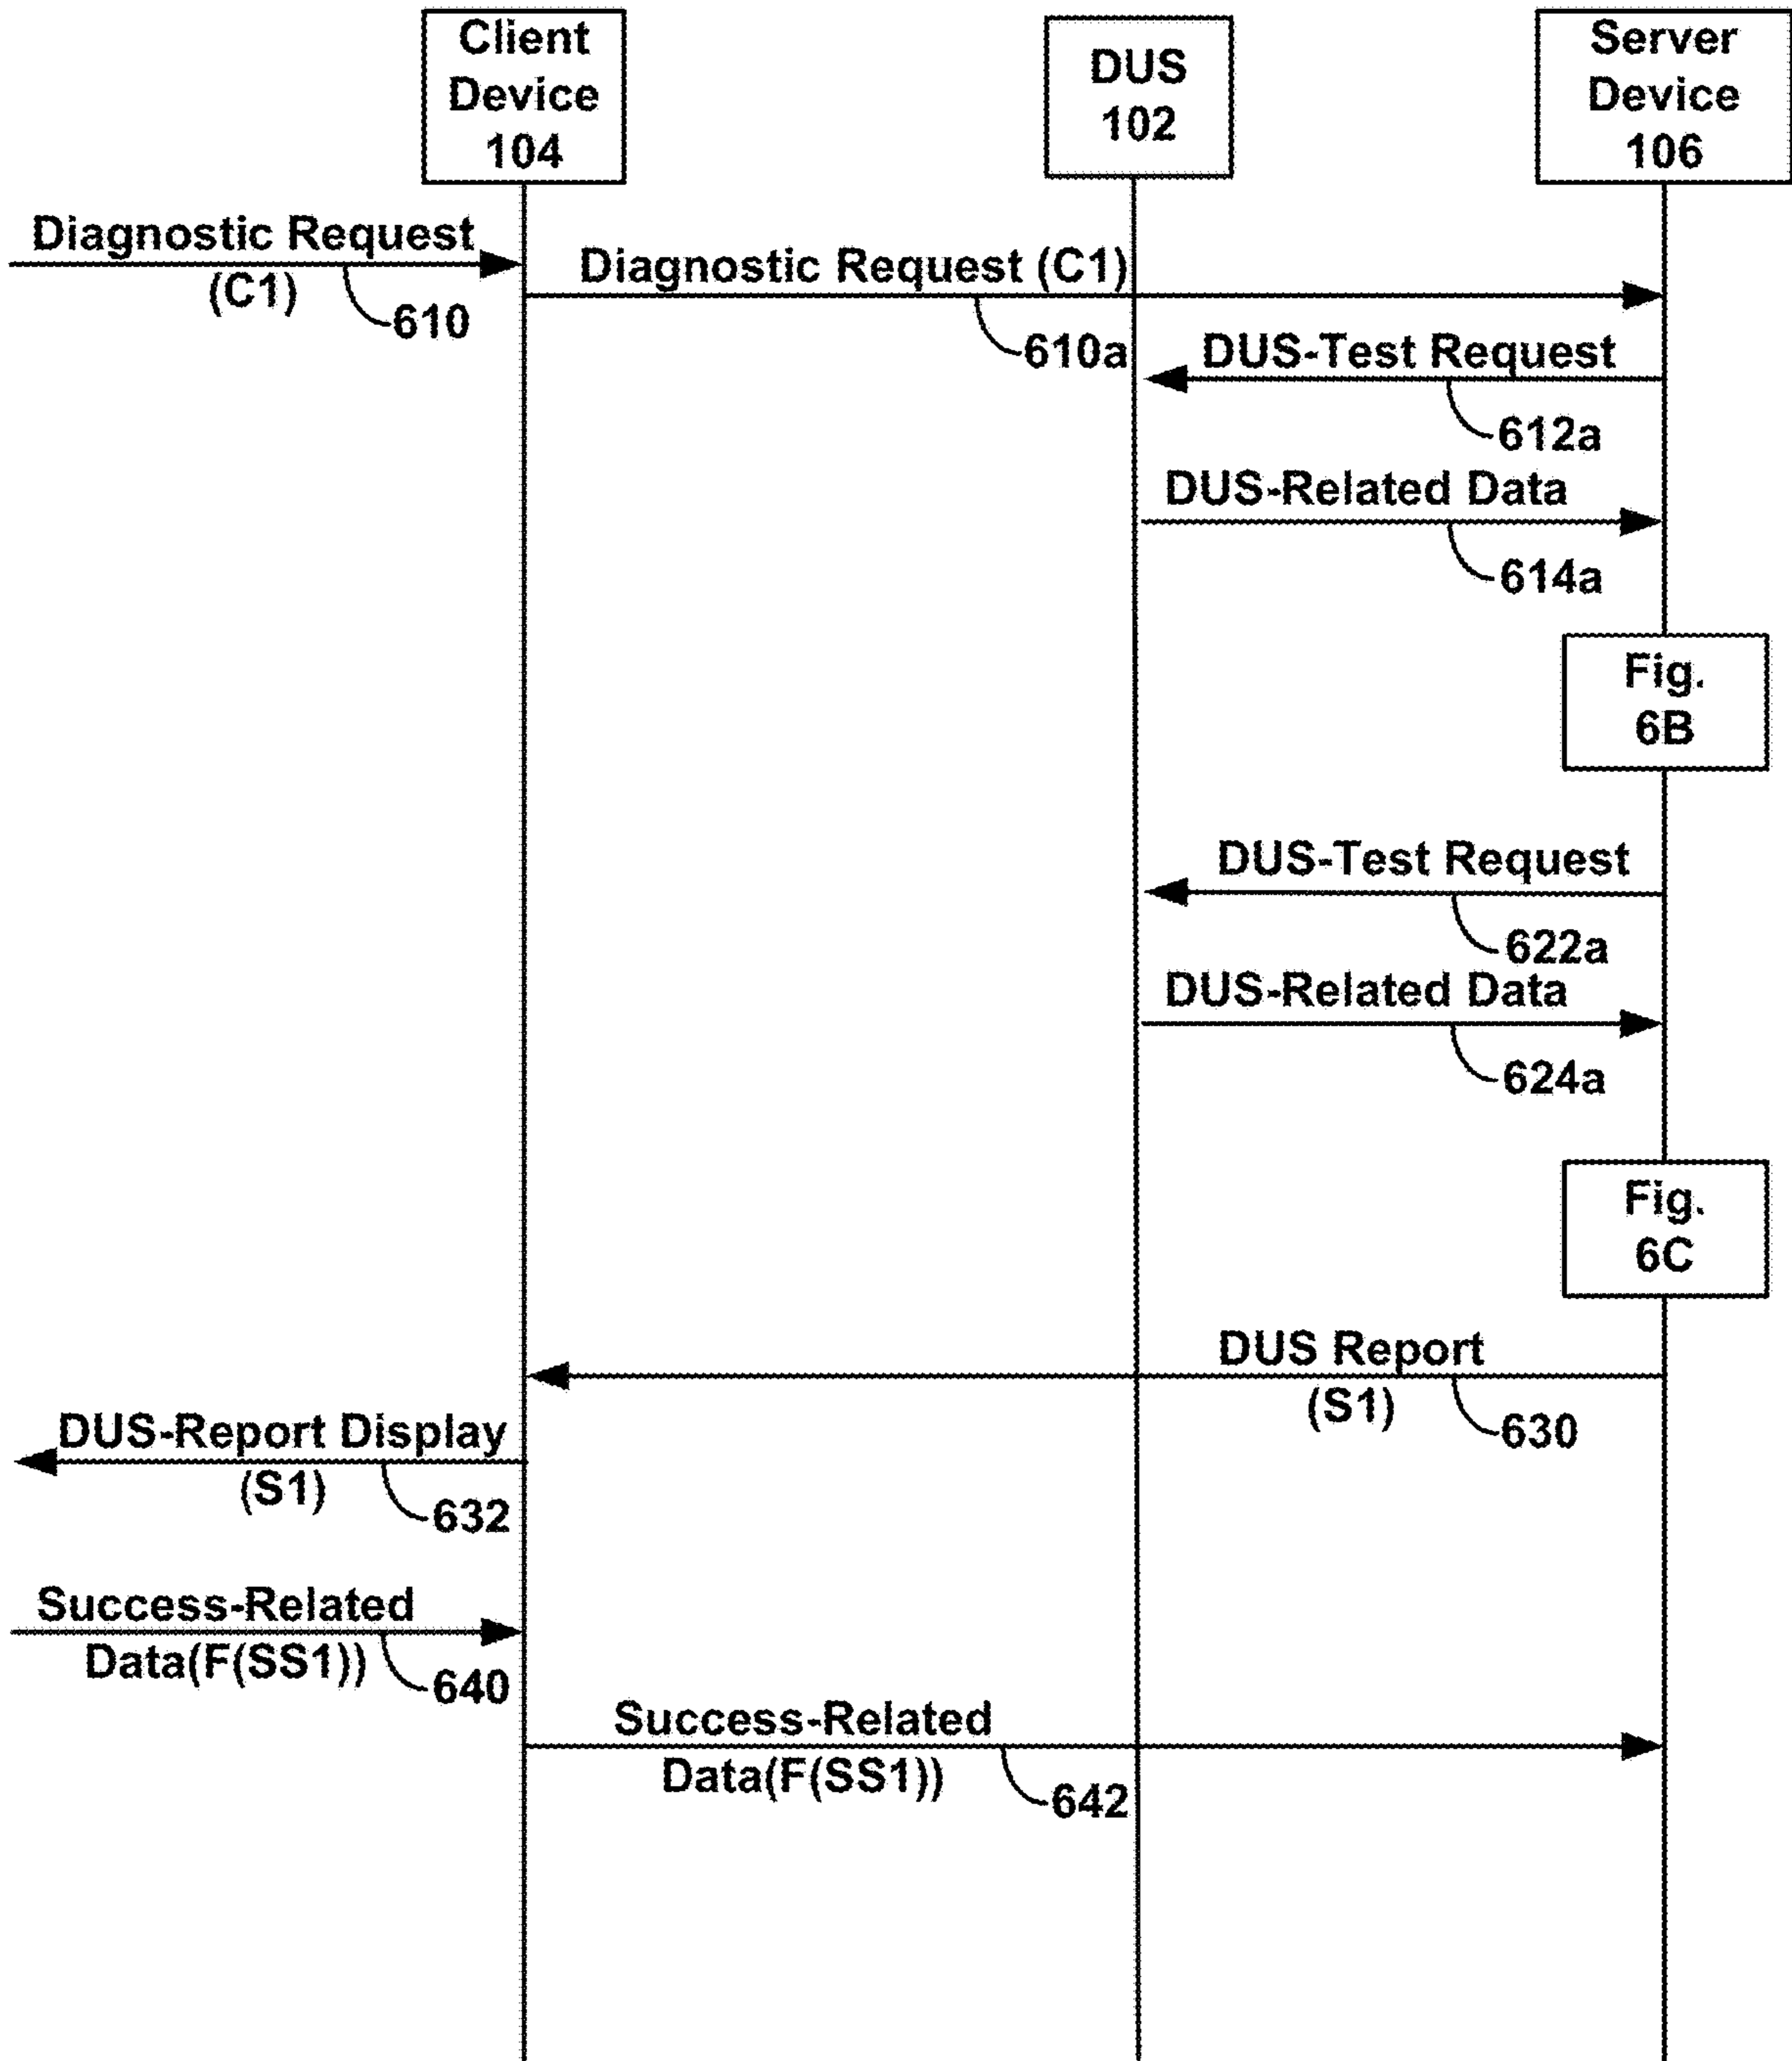 Client
Device
104
DUS
102
Server
Device
106
Diagnostic Request
(C1)
610
Diagnostic Request (C1)
610a
DUS-Test Request
612a
DUS-Related Data
614a
Fig.
6B
DUS-Test Request
622a
DUS-Related Data
624a
Fig.
6C
DUS Report
(S1)
630
DUS-Report Display
(S1)
632
Success-Related
Data(F(SS1))
640
Success-Related
Data(F(SS1))
642